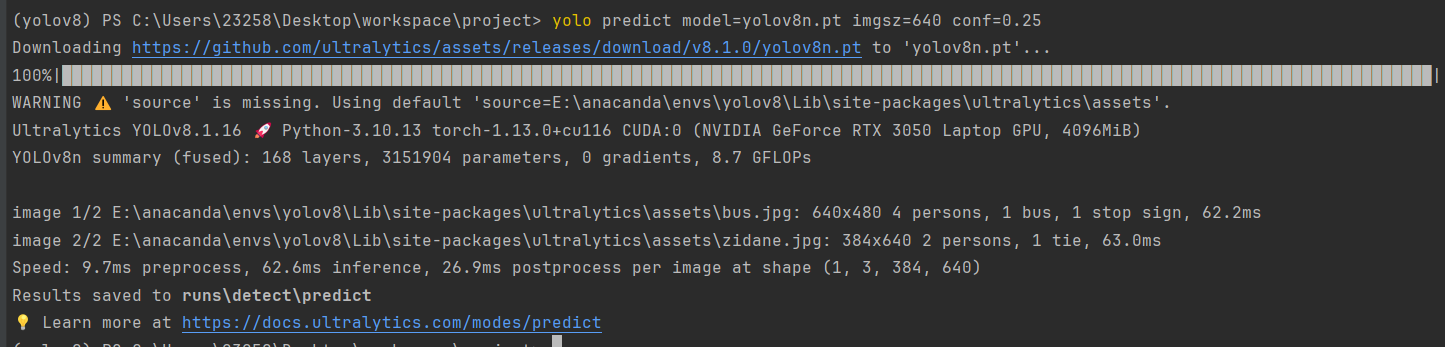 (yolov8) PS C:\Users\23258\Desktop\workspace\project> yolo predict model=yolov8n.pt imgsz=640 conf=0.25
Downloading https://github.com/ultralytics/assets/releases/download/v8.1.0/yolov8n.pt to 'yolov8n.pt'...
100%|
WARNING ⚠️ 'source' is missing. Using default 'source=E:\anacanda\envs\yolov8\Lib\site-packages\ultralytics\assets'.
Ultralytics YOLOv8.1.16 🚀 Python-3.10.13 torch-1.13.0+cu116 CUDA:0 (NVIDIA GeForce RTX 3050 Laptop GPU, 4096MiB)
YOLOv8n summary (fused): 168 layers, 3151904 parameters, 0 gradients, 8.7 GFLOPs
image 1/2 E:\anacanda\envs\yolov8\Lib\site-packages\ultralytics\assets\bus.jpg: 640x480 4 persons, 1 bus, 1 stop sign, 62.2ms
image 2/2 E:\anacanda\envs\yolov8\Lib\site-packages\ultralytics\assets\zidane.jpg: 384x640 2 persons, 1 tie, 63.0ms
Speed: 9.7ms preprocess, 62.6ms inference, 26.9ms postprocess per image at shape (1, 3, 384, 640)
Results saved to runs\detect\predict
💡 Learn more at https://docs.ultralytics.com/modes/predict